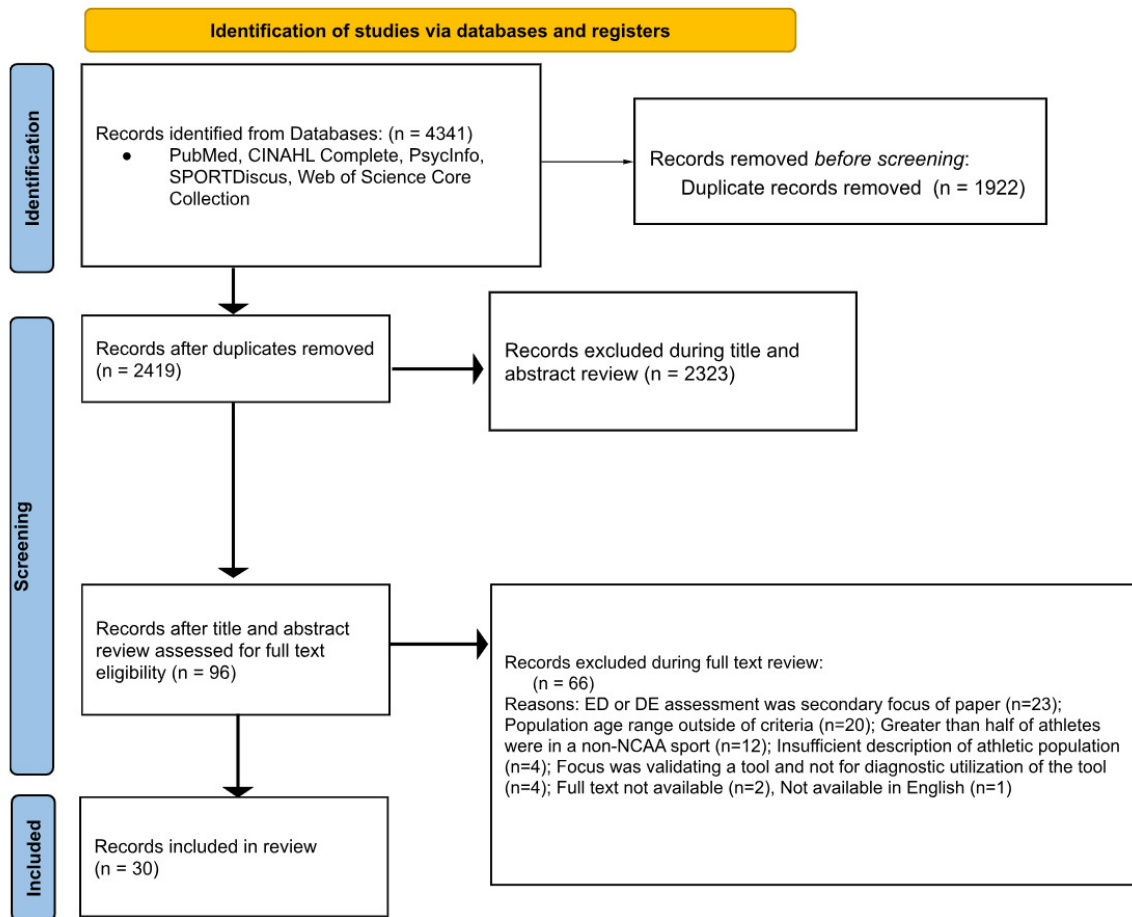 Identification of studies via databases and registers
Identification
Records identified from Databases: (n = 4341)
● PubMed, CINAHL Complete, PsycInfo,
SPORTDiscus, Web of Science Core
Collection
Records removed before screening:
Duplicate records removed (n = 1922)
Screening
Records after duplicates removed
(n = 2419)
Records excluded during title and
abstract review (n = 2323)
Records after title and abstract
review assessed for full text
eligibility (n = 96)
Records excluded during full text review:
(n = 66)
Reasons: ED or DE assessment was secondary focus of paper (n=23);
Population age range outside of criteria (n=20); Greater than half of athletes
were in a non-NCAA sport (n=12); Insufficient description of athletic population
(n=4); Focus was validating a tool and not for diagnostic utilization of the tool
(n=4); Full text not available (n=2), Not available in English (n=1)
Included
Records included in review
(n = 30)